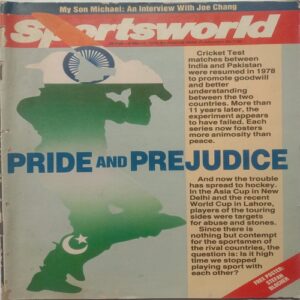 My Son Michael: An Interview With Joe Chang
Sportsworld
Cricket Test
matches between
India and Pakistan
were resumed in 1978
to promote goodwill
and better
understanding
between the
two countries. More than
11 years later, the experiment
appears to
have failed. Each
series now fosters
more animosity than
peace.
PRIDE AND PREJUDICE
And now the trouble
has spread to hockey.
In the Asia Cup in New
Delhi and the recent
World Cup in Lahore,
players of the touring
sides were targets
for abuse and stones.
Since there is
nothing but contempt
for the sportsmen of
the rival countries, the
question is: Is it high
time we stopped
playing sport with
each other?
FREE POSTER:
STEFAN
BLOCHER